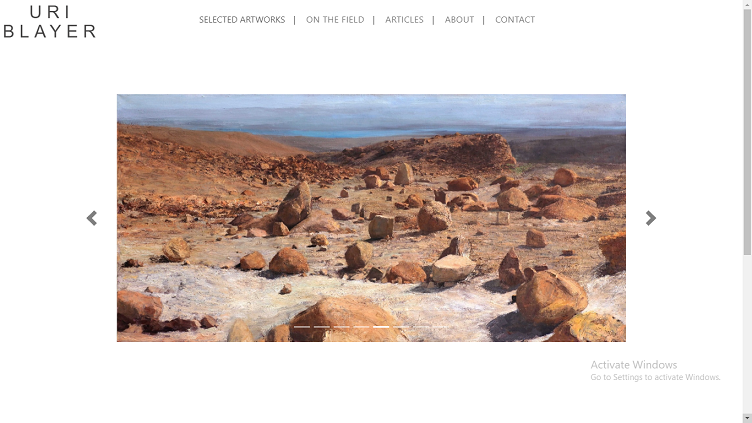 URI
BLAYER
SELECTED ARTWORKS | ON THE FIELD | ARTICLES | ABOUT | CONTACT
Activate Windows
Go to Settings to activate Windows.